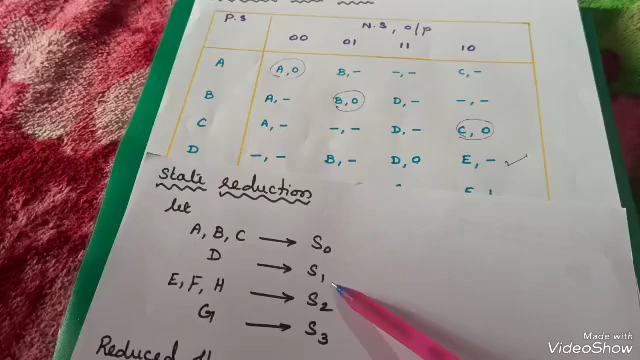 P.S N.S, O/P
00 01 11 10
A A,0 B,- -,- C,-
B A,- B,0 D,- -,-
C A,- -,- D,- C,0
D -,- B,- D,0 E,- ✓
State reduction
let
A, B, C → S₀
D → S₁
E, F, H → S₂
G → S₃
Reduced
Made with
VideoShow